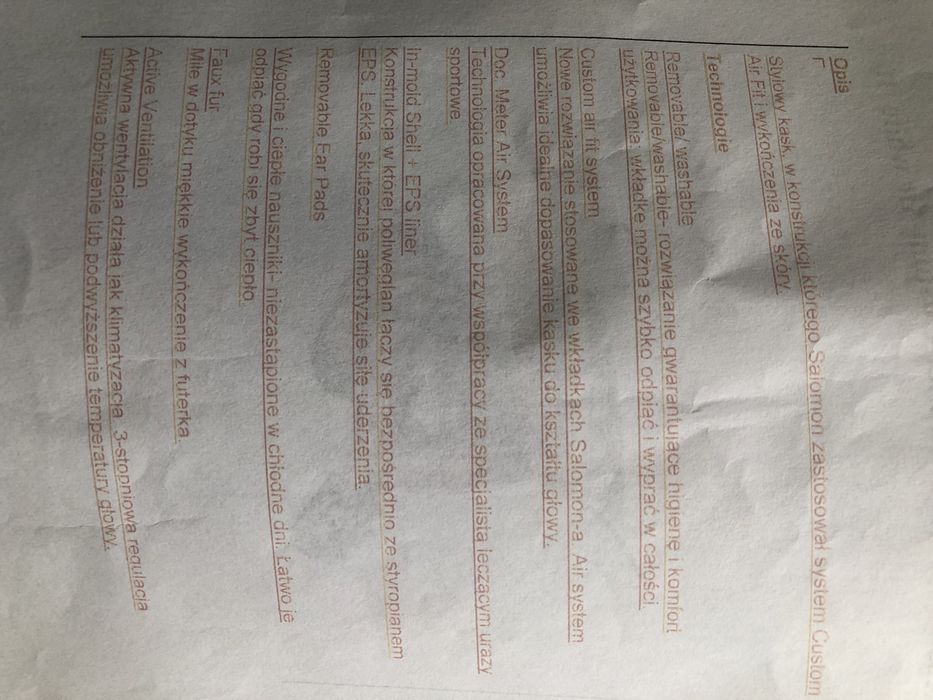 Opis
Stylowy kask, w konstrukcji którego Salomon zastosował system Custom
Air Fit i wykończenia ze skóry.
Technologie
Removable/ washable
Removable/washable- rozwiązanie gwarantujące higienę i komfort
użytkowania: wkładkę można szybko odpiąć i wyprać w całości.
Custom air fit system
Nowe rozwiązanie stosowane we wkładkach Salomon-a. Air system
umożliwia idealne dopasowanie kasku do kształtu głowy.
Doc. Meter Air System
Technologia opracowana przy współpracy ze specjalistą leczącym urazy
sportowe
in-mold Shell + EPS liner
Konstrukcja w której poliwęglan łączy się bezpośrednio ze styropianem
EPS. Lekka, skutecznie amortyzuje siłę uderzenia.
Removable Ear Pads
Wygodne i ciepłe nauszniki- niezastąpione w chłodne dni. Łatwo je
odpiąć gdy robi się zbyt ciepło.
Faux fur
Miłe w dotyku miękkie wykończenie z futerka.
Active Ventilation
Aktywna wentylacja działa jak klimatyzacja. 3-stopniowa regulacja
umożliwia obniżenie lub podwyższenie temperatury głowy.